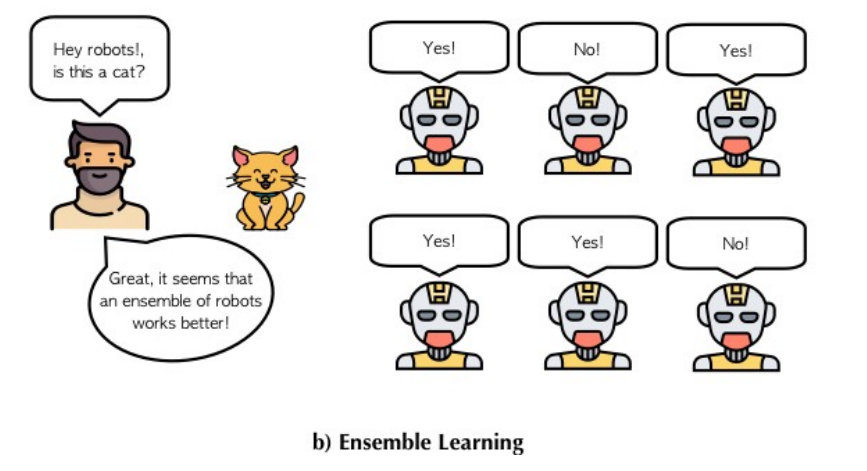 Hey robots!,
is this a cat?
Yes!
No!
Yes!
Yes!
Yes!
No!
Great, it seems that
an ensemble of robots
works better!
b) Ensemble Learning